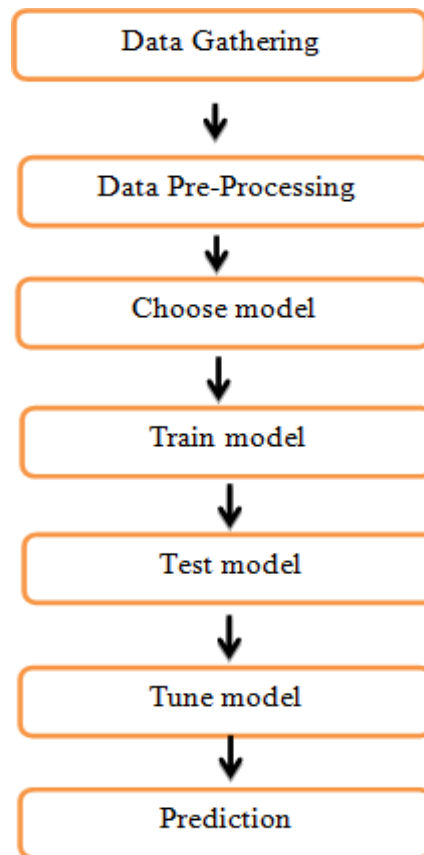 Data Gathering
Data Pre-Processing
Choose model
Train model
Test model
Tune model
Prediction